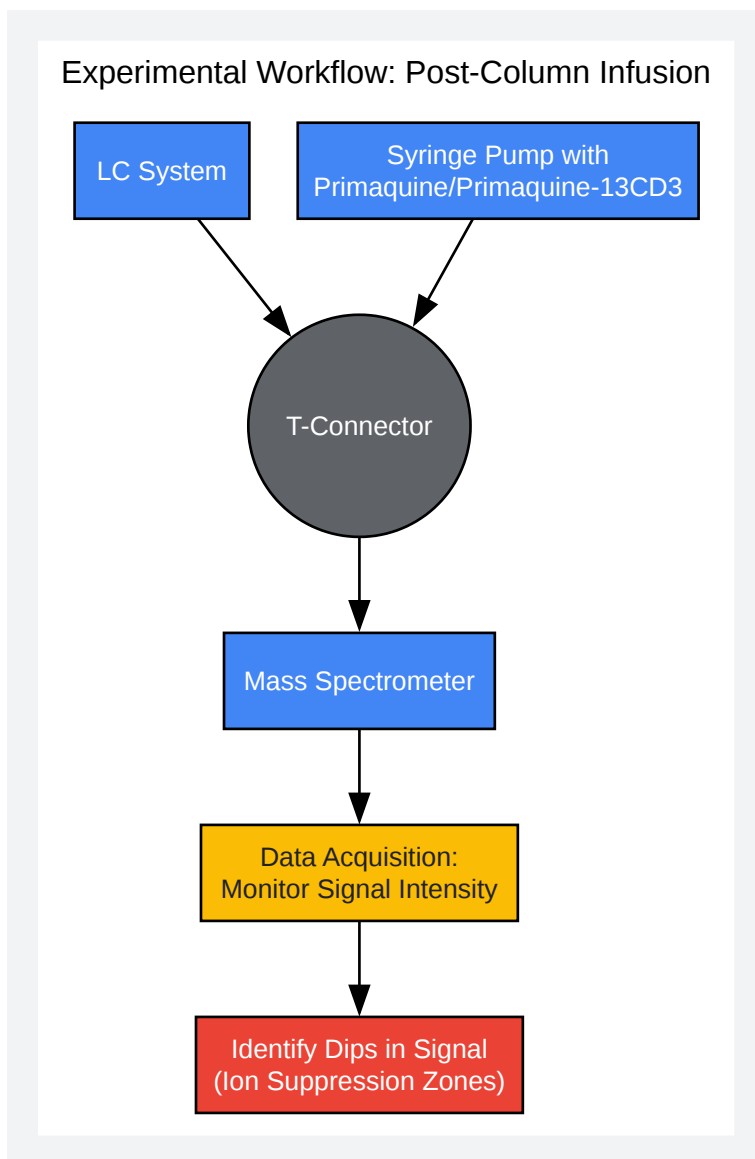 Experimental Workflow: Post-Column Infusion
LC System
Syringe Pump with
Primaquine/Primaquine-13CD3
T-Connector
Mass Spectrometer
Data Acquisition:
Monitor Signal Intensity
Identify Dips in Signal
(Ion Suppression Zones)